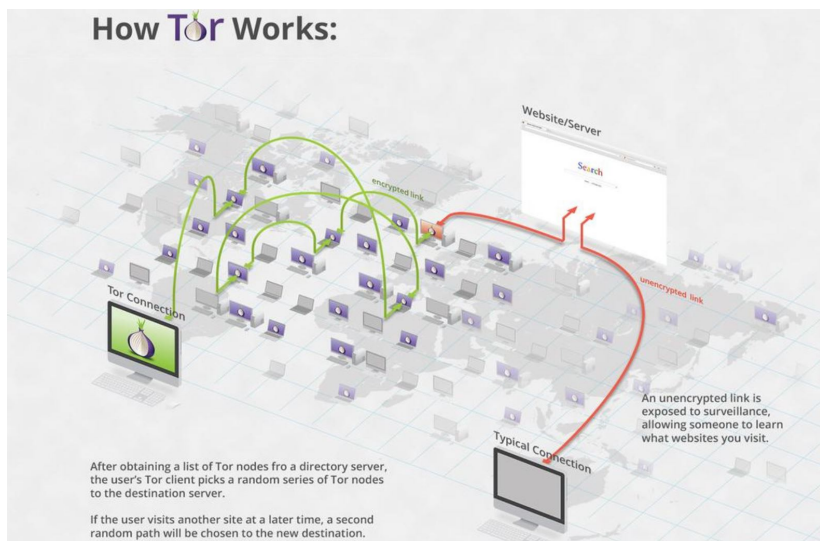 How Tor Works:
Website/Server
Search
encrypted link
unencrypted link
Tor Connection
An unencrypted link is
exposed to surveillance,
allowing someone to learn
what websites you visit.
Typical Connection
After obtaining a list of Tor nodes fro a directory server,
the user's Tor client picks a random series of Tor nodes
to the destination server.
If the user visits another site at a later time, a second
random path will be chosen to the new destination.